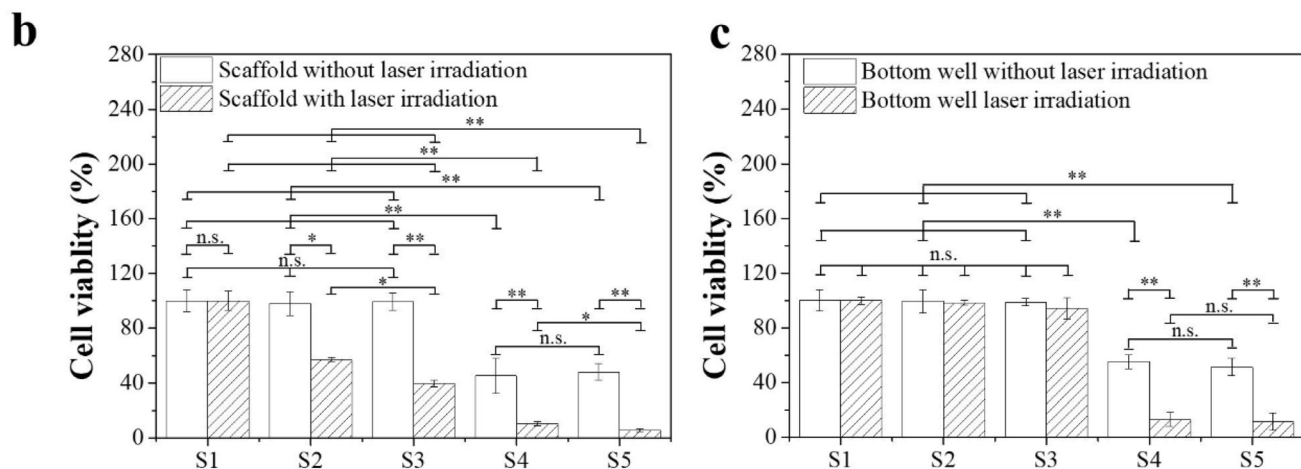 b
280
240
200
160
120
80
40
0
Cell viablity (%)
Scaffold without laser irradiation
Scaffold with laser irradiation
**
**
**
**
n.s.
*
**
n.s.
*
**
**
*
n.s.
S1 S2 S3 S4 S5
c
280
240
200
160
120
80
40
0
Cell viablity (%)
Bottom well without laser irradiation
Bottom well laser irradiation
**
**
n.s.
**
**
n.s.
n.s.
S1 S2 S3 S4 S5